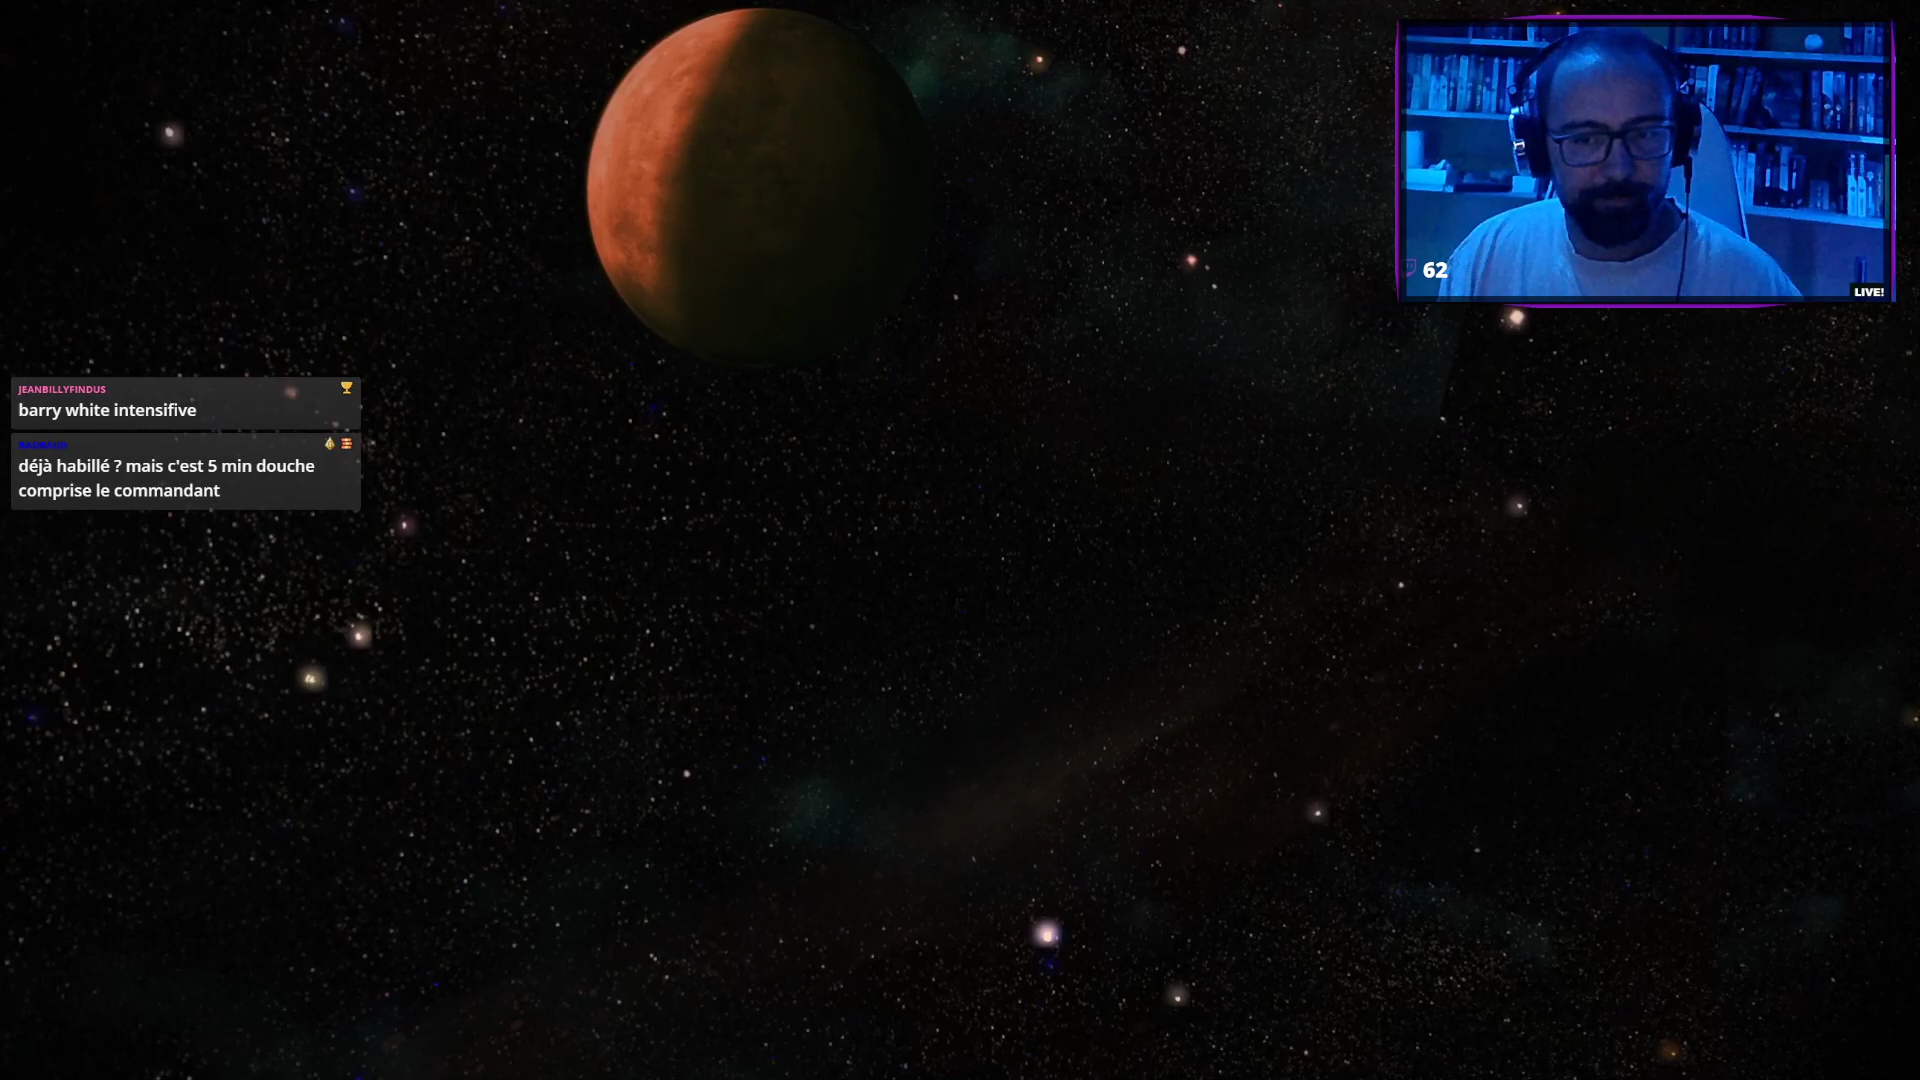 62
LIVE!
JEANBILLYFINDUS
barry white intensifive
déjà habillé ? mais c'est 5 min douche
comprise le commandant